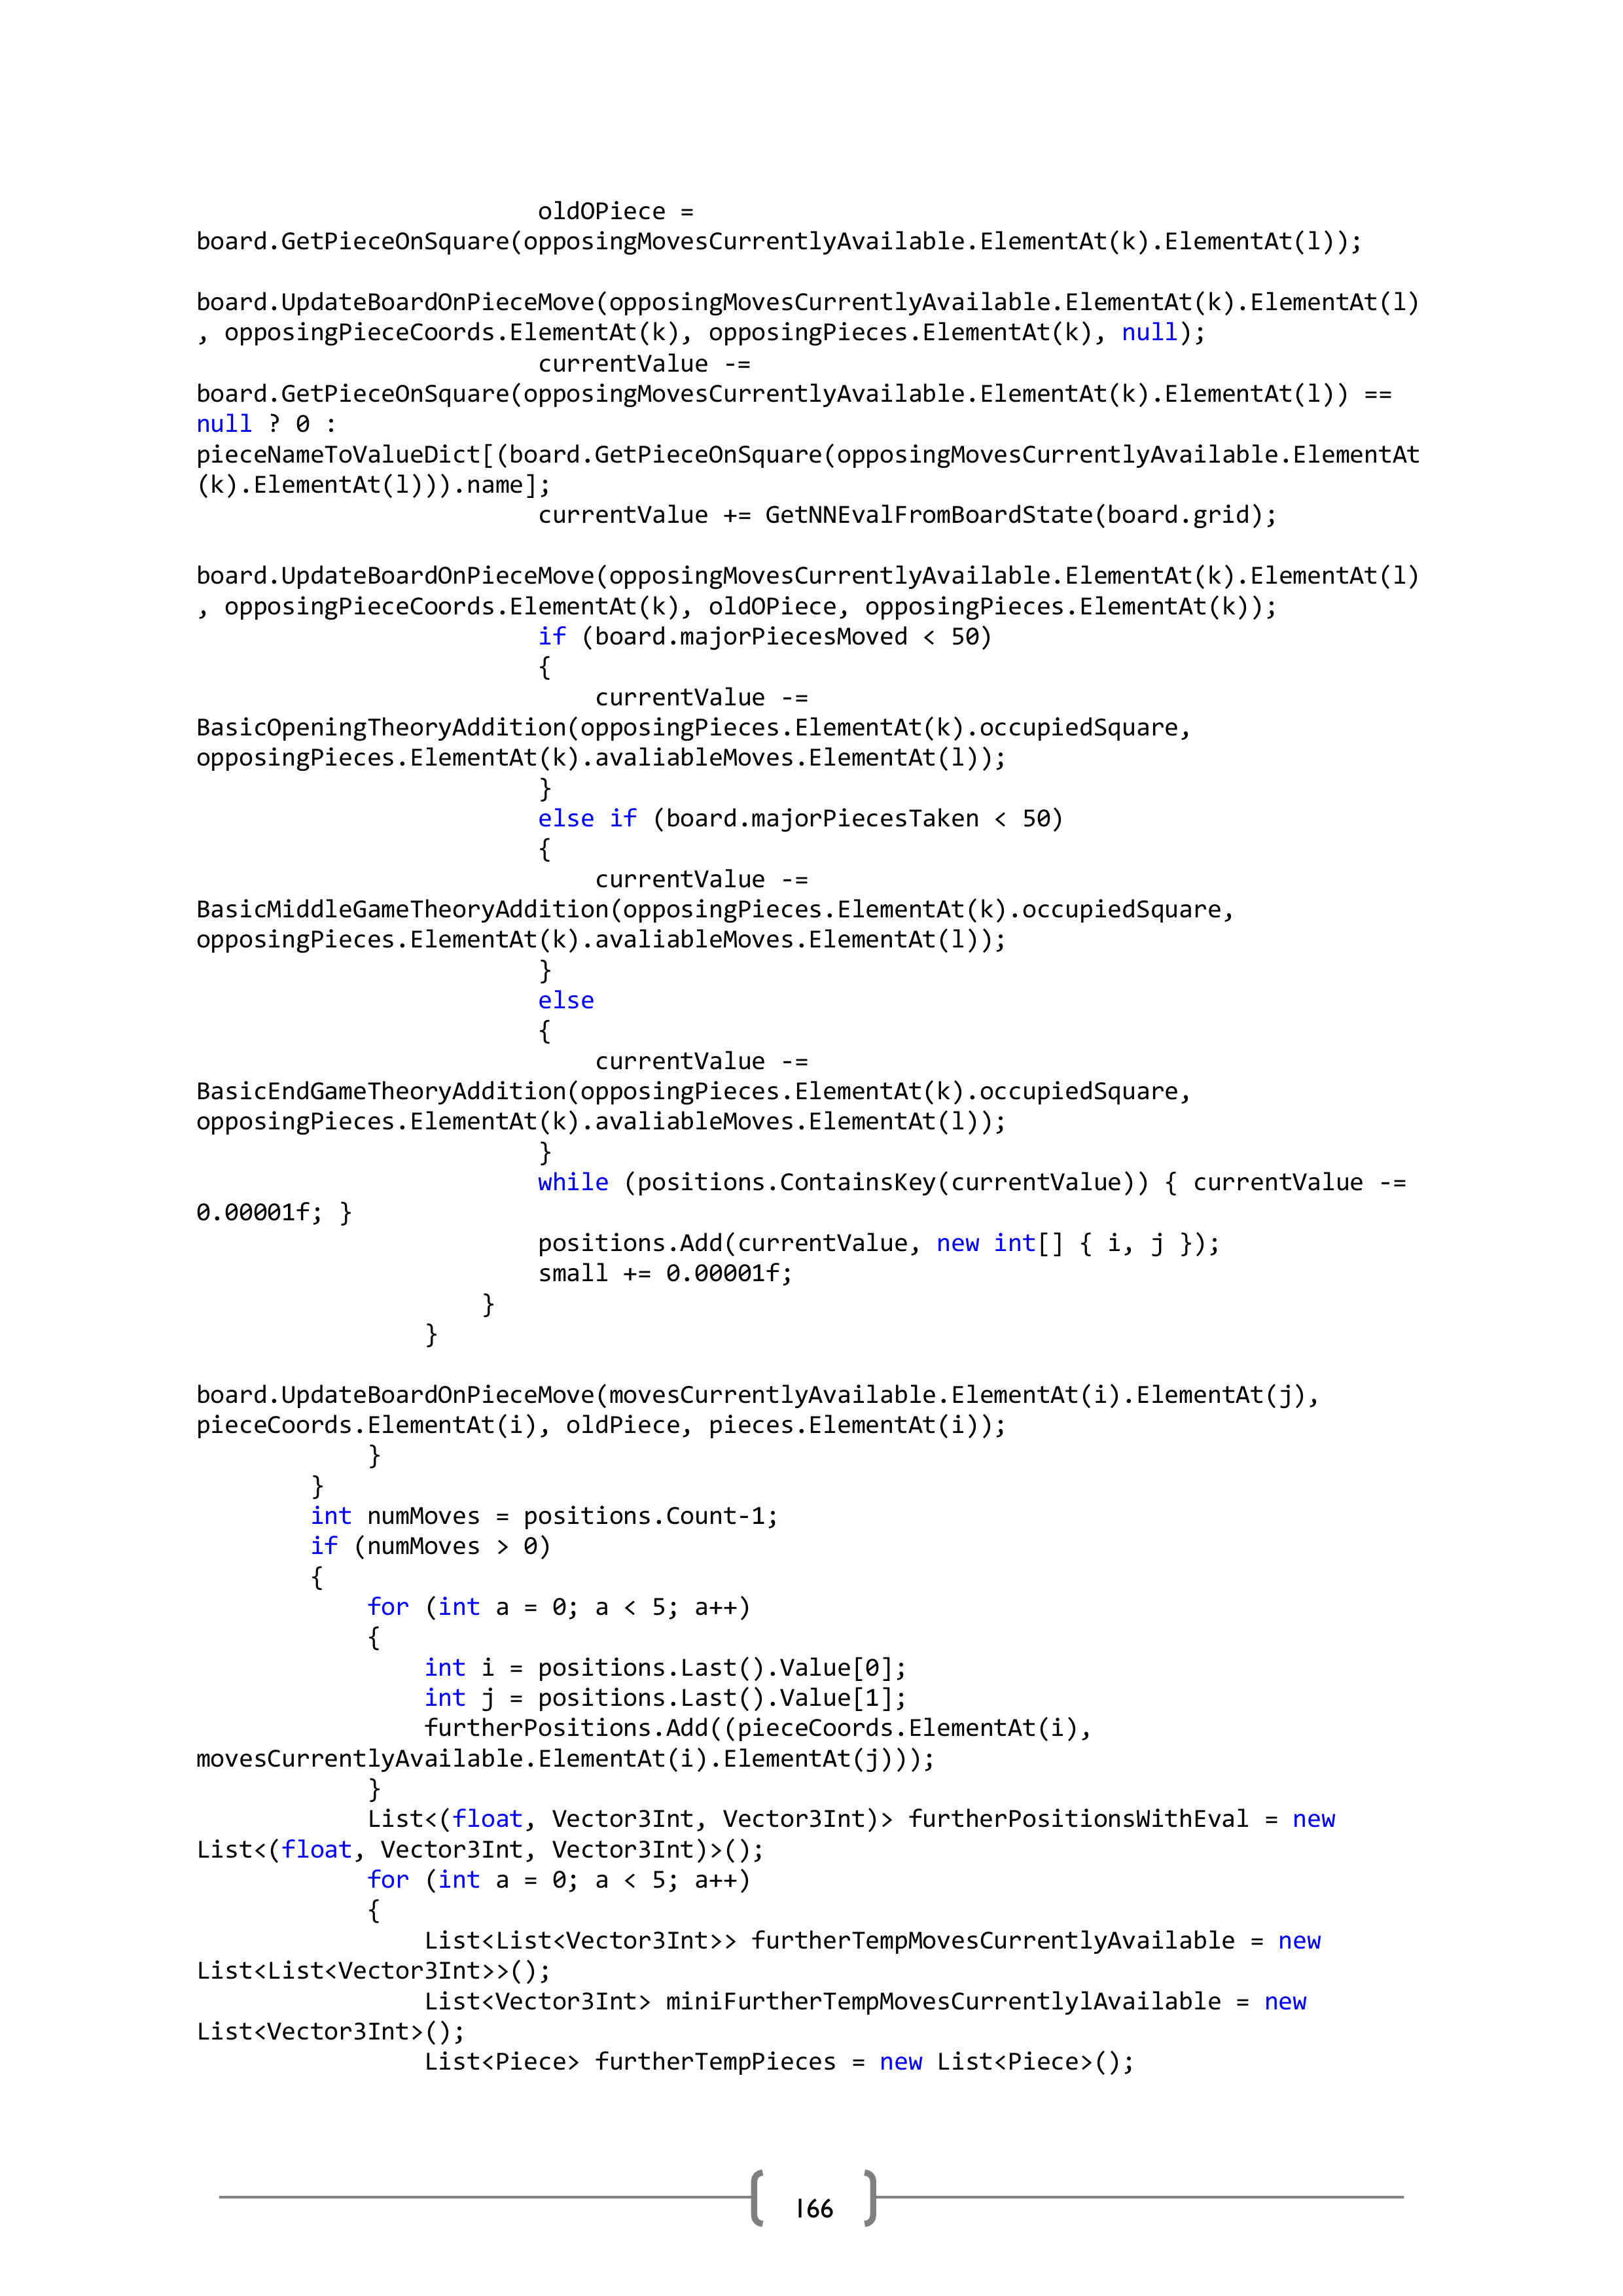 oldOPiece =
board.GetPieceOnSquare(opposingMovesCurrentlyAvailable.ElementAt(k).ElementAt(l));
board.UpdateBoardOnPieceMove(opposingMovesCurrentlyAvailable.ElementAt(k).ElementAt(l)
, opposingPieceCoords.ElementAt(k), opposingPieces.ElementAt(k), null);
currentValue -=
board.GetPieceOnSquare(opposingMovesCurrentlyAvailable.ElementAt(k).ElementAt(l)) ==
null ? 0 :
pieceNameToValueDict[(board.GetPieceOnSquare(opposingMovesCurrentlyAvailable.ElementAt
(k).ElementAt(l))).name];
currentValue += GetNNEvalFromBoardState(board.grid);
board.UpdateBoardOnPieceMove(opposingMovesCurrentlyAvailable.ElementAt(k).ElementAt(l)
, opposingPieceCoords.ElementAt(k), oldOPiece, opposingPieces.ElementAt(k));
if (board.majorPiecesMoved < 50)
{
currentValue -=
BasicOpeningTheoryAddition(opposingPieces.ElementAt(k).occupiedSquare,
opposingPieces.ElementAt(k).avaliableMoves.ElementAt(l));
}
else if (board.majorPiecesTaken < 50)
{
currentValue -=
BasicMiddleGameTheoryAddition(opposingPieces.ElementAt(k).occupiedSquare,
opposingPieces.ElementAt(k).avaliableMoves.ElementAt(l));
}
else
{
currentValue -=
BasicEndGameTheoryAddition(opposingPieces.ElementAt(k).occupiedSquare,
opposingPieces.ElementAt(k).avaliableMoves.ElementAt(l));
}
while (positions.ContainsKey(currentValue)) { currentValue -=
0.00001f; }
positions.Add(currentValue, new int[] { i, j });
small += 0.00001f;
}
}
board.UpdateBoardOnPieceMove(movesCurrentlyAvailable.ElementAt(i).ElementAt(j),
pieceCoords.ElementAt(i), oldPiece, pieces.ElementAt(i));
}
}
int numMoves = positions.Count-1;
if (numMoves > 0)
{
for (int a = 0; a < 5; a++)
{
int i = positions.Last().Value[0];
int j = positions.Last().Value[1];
furtherPositions.Add((pieceCoords.ElementAt(i),
movesCurrentlyAvailable.ElementAt(i).ElementAt(j)));
}
List<(float, Vector3Int, Vector3Int)> furtherPositionsWithEval = new
List<(float, Vector3Int, Vector3Int)>();
for (int a = 0; a < 5; a++)
{
List<List<Vector3Int>> furtherTempMovesCurrentlyAvailable = new
List<List<Vector3Int>>();
List<Vector3Int> miniFurtherTempMovesCurrentlylAvailable = new
List<Vector3Int>();
List<Piece> furtherTempPieces = new List<Piece>();
166